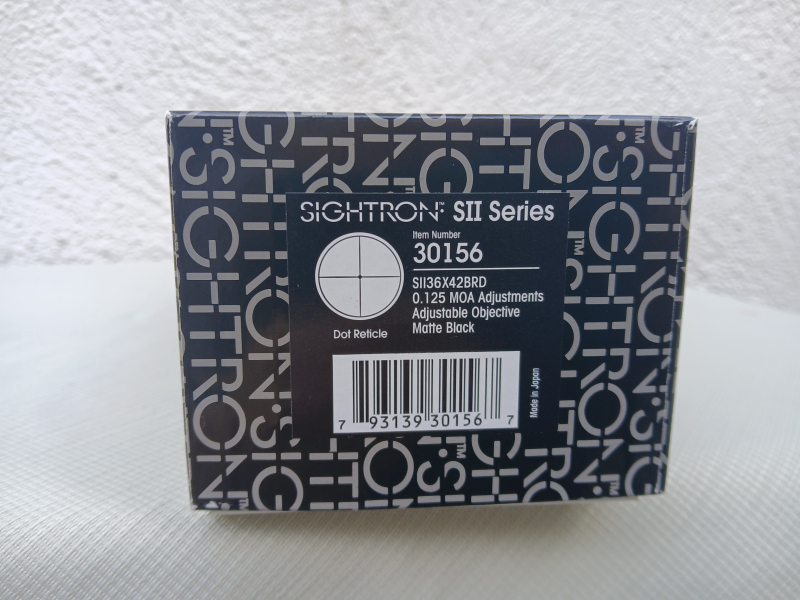 SIGHTRON™ SII Series
Item Number
30156
SII36X42BRD
0.125 MOA Adjustments
Adjustable Objective
Matte Black
Dot Reticle
Made in Japan
7 93139 30156 7